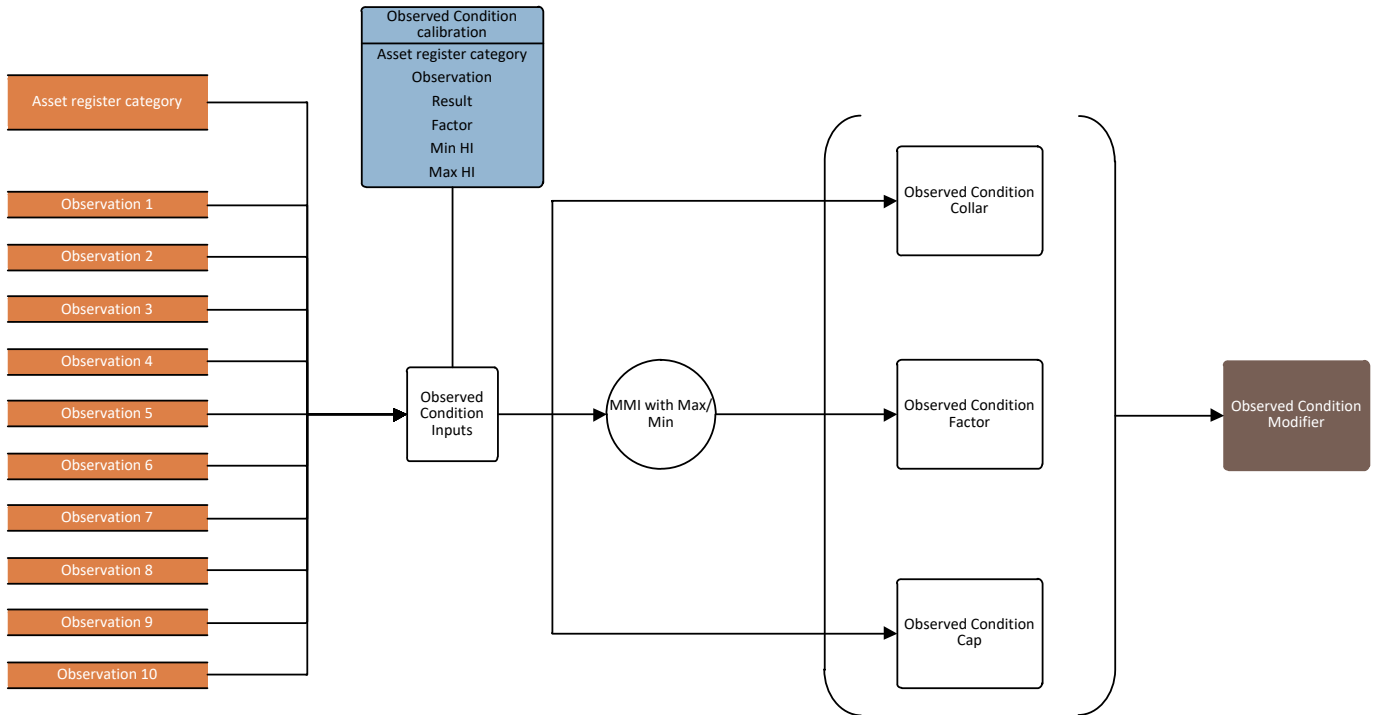 Observed Condition
calibration
Asset register category
Observation
Result
Factor
Min HI
Max HI
Asset register category
Observation 1
Observation 2
Observation 3
Observation 4
Observation 5
Observation 6
Observation 7
Observation 8
Observation 9
Observation 10
Observed
Condition
Inputs
MMI with Max/
Min
Observed Condition
Collar
Observed Condition
Factor
Observed Condition
Cap
Observed Condition
Modifier